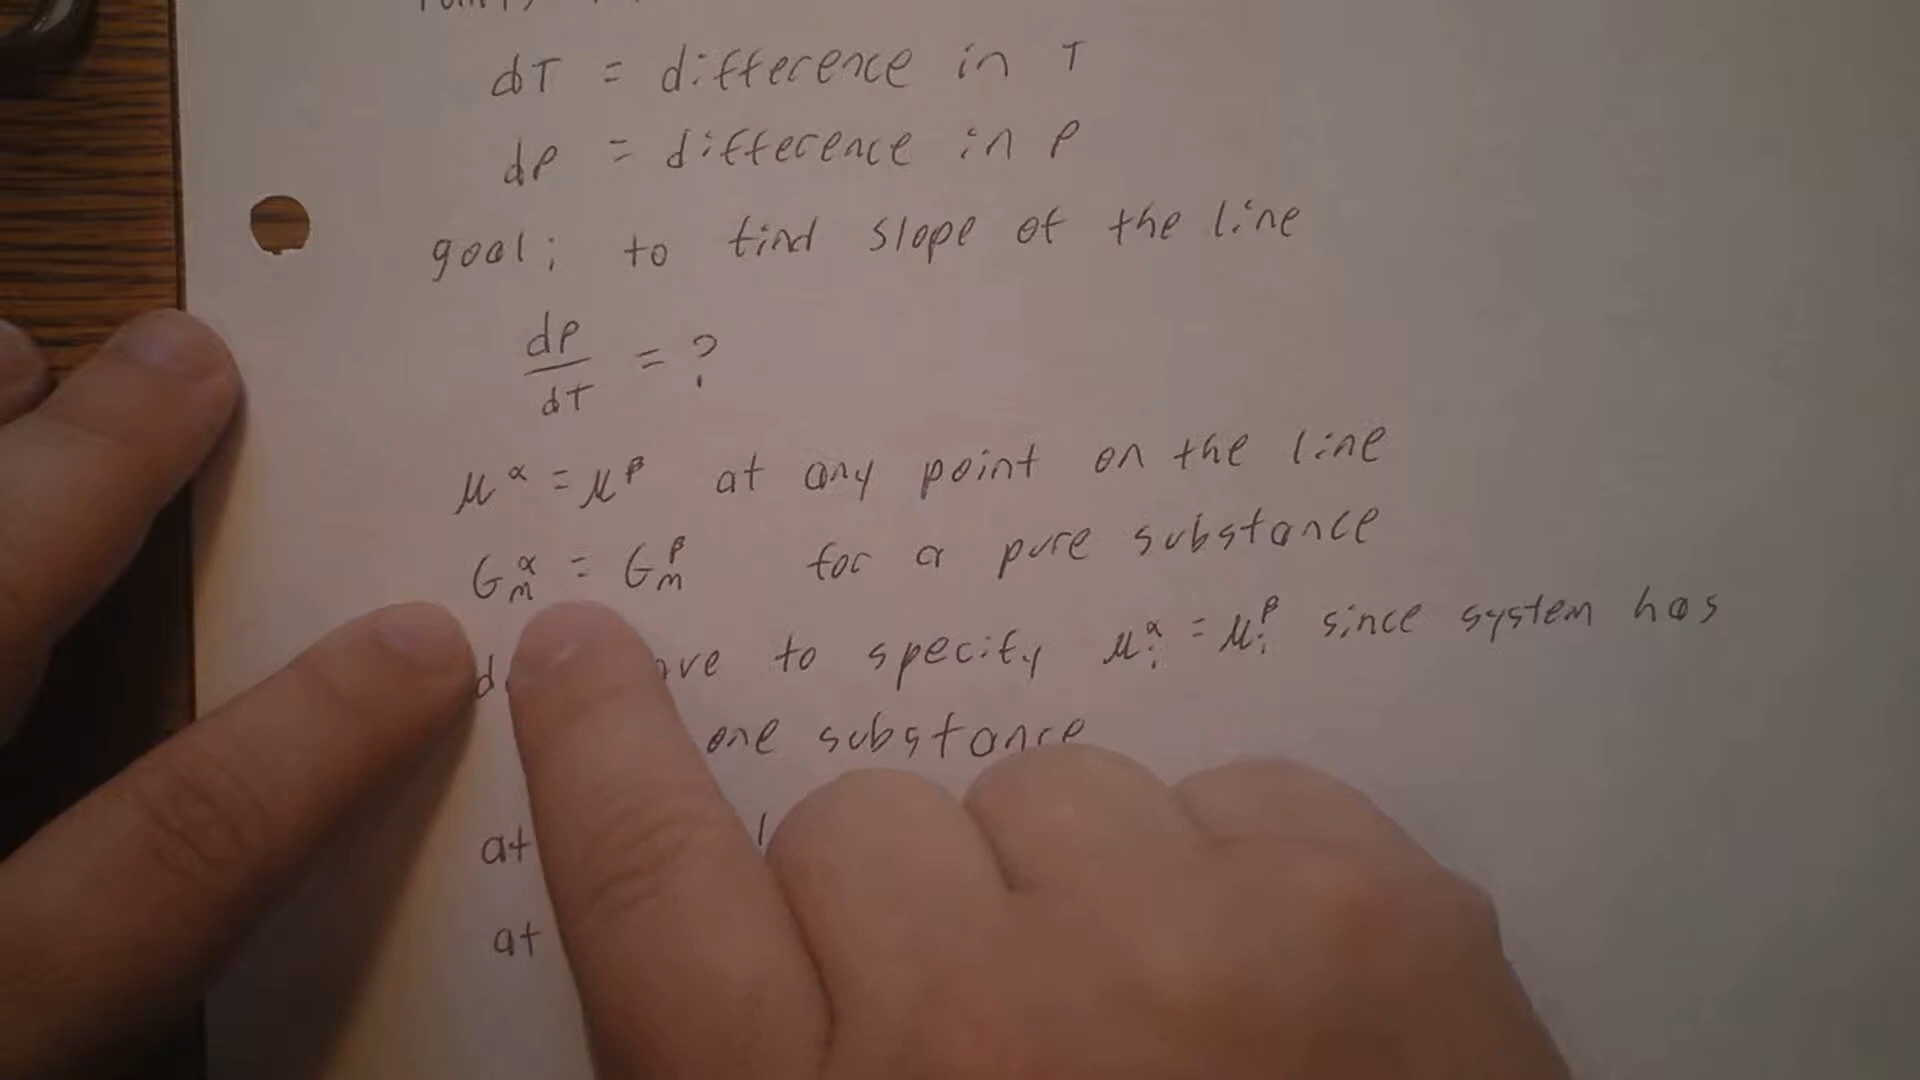 dT = difference in T
dP = difference in P
goal; to find slope of the line
dP/dT = ?
μ^α = μ^β at any point on the line
G_m^α = G_m^β for a pure substance
to specify μ_i^α = μ_i^β since system has
one substance
at
at